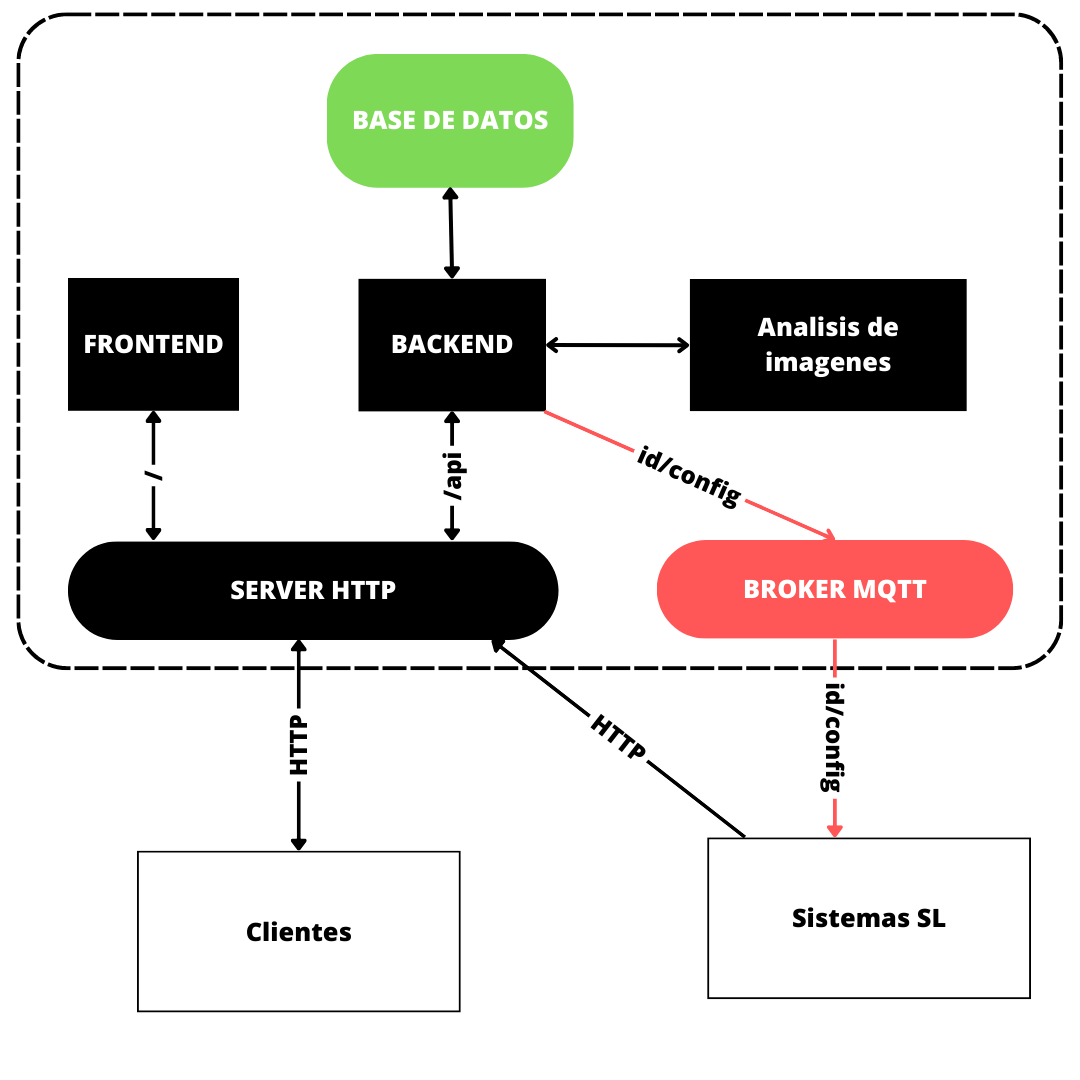 BASE DE DATOS
FRONTEND
BACKEND
Analisis de
imagenes
/
/api
id/config
SERVER HTTP
BROKER MQTT
HTTP
HTTP
id/config
Clientes
Sistemas SL